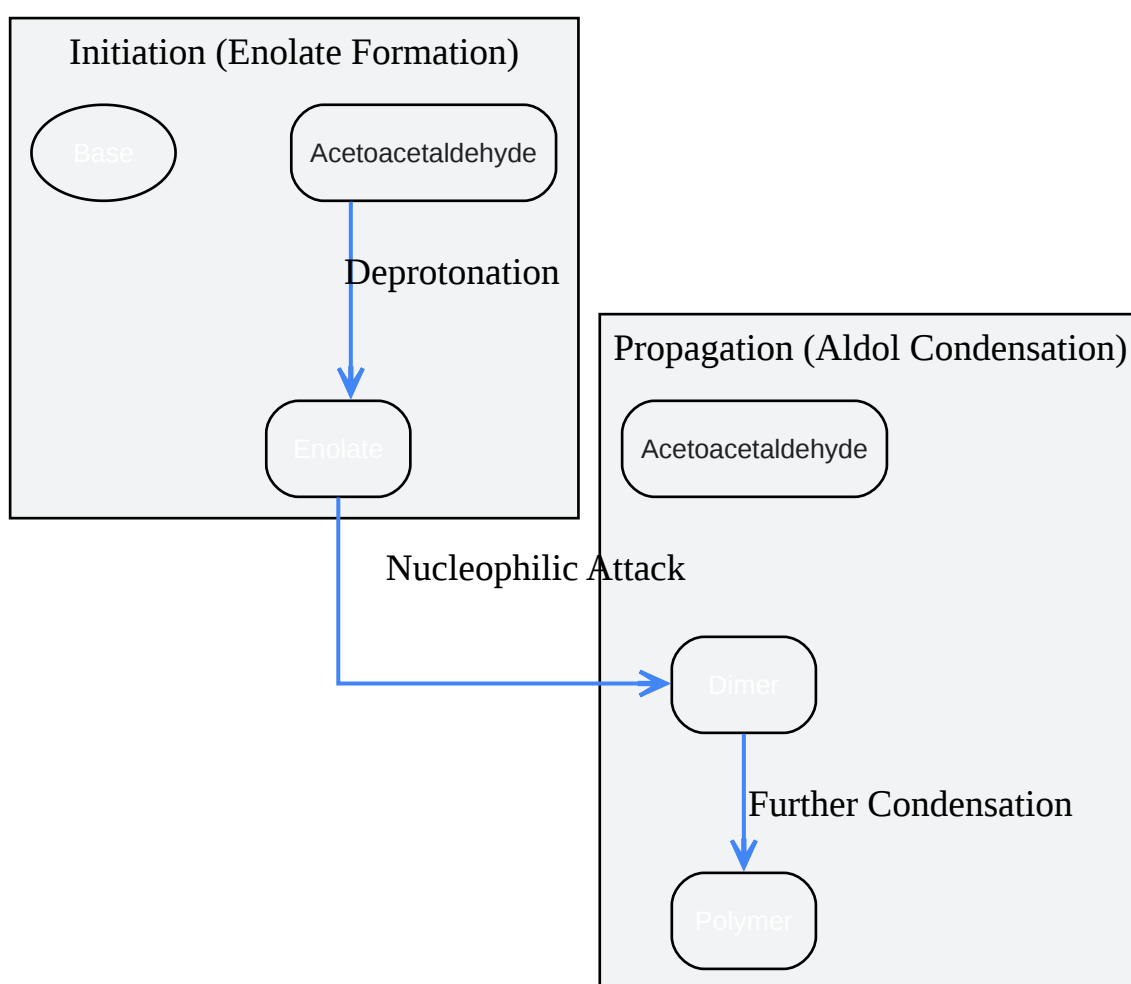 Initiation (Enolate Formation)
Base
Acetoacetaldehyde
Deprotonation
Enolate
Propagation (Aldol Condensation)
Acetoacetaldehyde
Nucleophilic Attack
Dimer
Further Condensation
Polymer